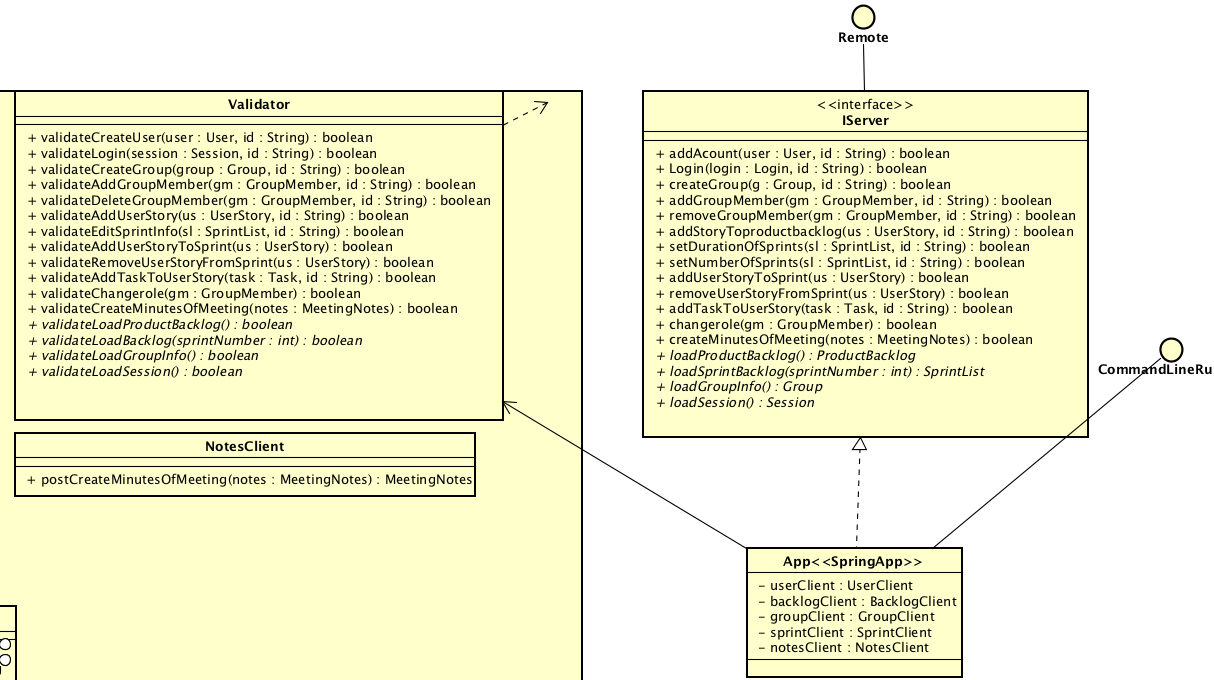 Remote
Validator
+ validateCreateUser(user : User, id : String) : boolean
+ validateLogin(session : Session, id : String) : boolean
+ validateCreateGroup(group : Group, id : String) : boolean
+ validateAddGroupMember(gm : GroupMember, id : String) : boolean
+ validateDeleteGroupMember(gm : GroupMember, id : String) : boolean
+ validateAddUserStory(us : UserStory, id : String) : boolean
+ validateEditSprintInfo(sl : SprintList, id : String) : boolean
+ validateAddUserStoryToSprint(us : UserStory) : boolean
+ validateRemoveUserStoryFromSprint(us : UserStory) : boolean
+ validateAddTaskToUserStory(task : Task, id : String) : boolean
+ validateChangerole(gm : GroupMember) : boolean
+ validateCreateMinutesOfMeeting(notes : MeetingNotes) : boolean
+ validateLoadProductBacklog() : boolean
+ validateLoadBacklog(sprintNumber : int) : boolean
+ validateLoadGroupInfo() : boolean
+ validateLoadSession() : boolean
<<interface>>
IServer
+ addAcount(user : User, id : String) : boolean
+ Login(login : Login, id : String) : boolean
+ createGroup(g : Group, id : String) : boolean
+ addGroupMember(gm : GroupMember, id : String) : boolean
+ removeGroupMember(gm : GroupMember, id : String) : boolean
+ addStoryToproductbacklog(us : UserStory, id : String) : boolean
+ setDurationOfSprints(sl : SprintList, id : String) : boolean
+ setNumberOfSprints(sl : SprintList, id : String) : boolean
+ addUserStoryToSprint(us : UserStory) : boolean
+ removeUserStoryFromSprint(us : UserStory) : boolean
+ addTaskToUserStory(task : Task, id : String) : boolean
+ changerole(gm : GroupMember) : boolean
+ createMinutesOfMeeting(notes : MeetingNotes) : boolean
+ loadProductBacklog() : ProductBacklog
+ loadSprintBacklog(sprintNumber : int) : SprintList
+ loadGroupInfo() : Group
+ loadSession() : Session
CommandLineRu
NotesClient
+ postCreateMinutesOfMeeting(notes : MeetingNotes) : MeetingNotes
App<<SpringApp>>
- userClient : UserClient
- backlogClient : BacklogClient
- groupClient : GroupClient
- sprintClient : SprintClient
- notesClient : NotesClient